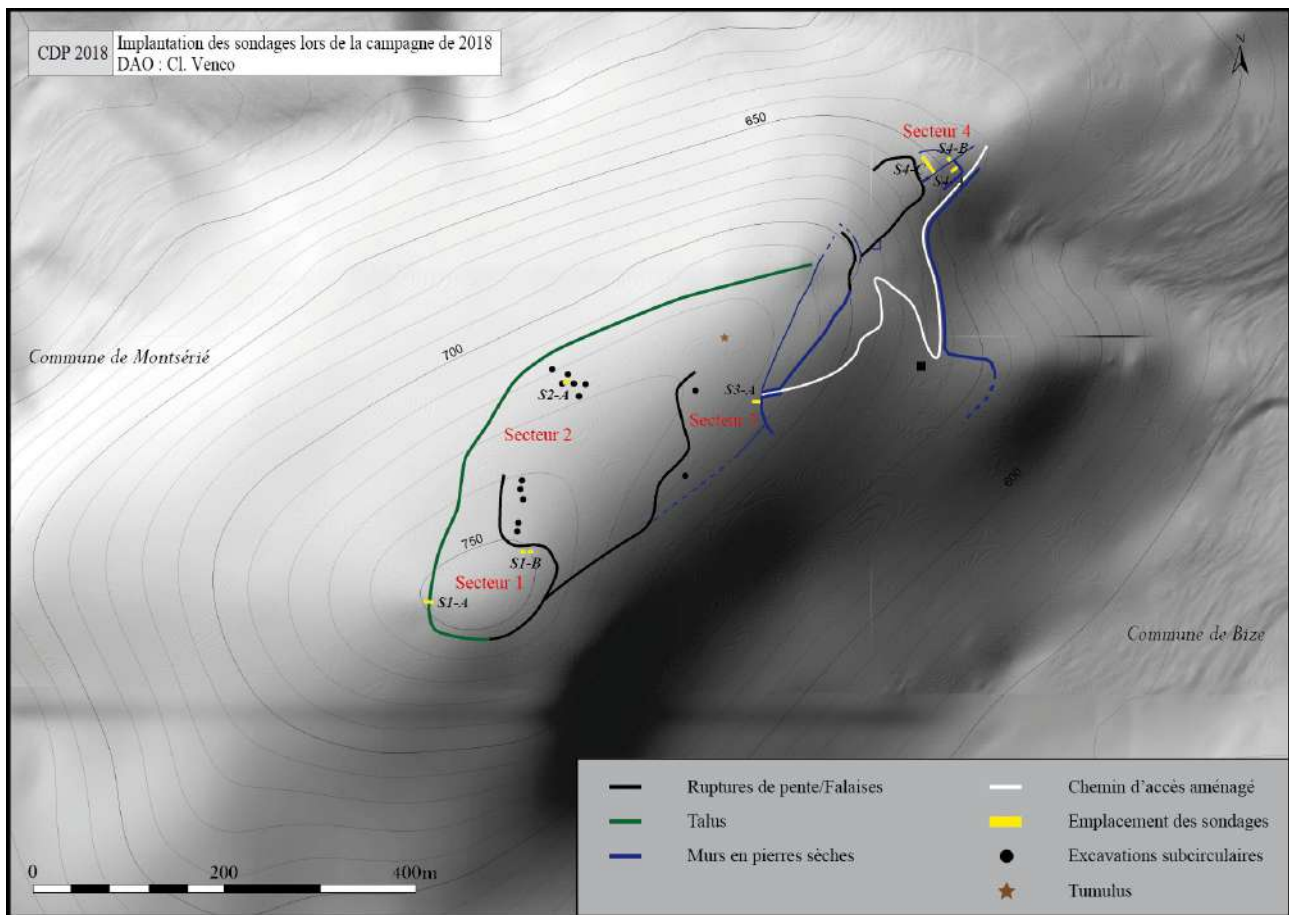 CDP 2018
Implantation des sondages lors de la campagne de 2018
DAO : Cl. Venco
650
Secteur 4
S4-B
S4-C
Commune de Montsérié
700
S2-A
S3-A
Secteur 2
Secteur
600
750
S1-B
Secteur 1
S1-A
Commune de Bize
Ruptures de pente/Falaises
Talus
Murs en pierres sèches
Chemin d'accès aménagé
Emplacement des sondages
Excavations subcirculaires
Tumulus
0
200
400m